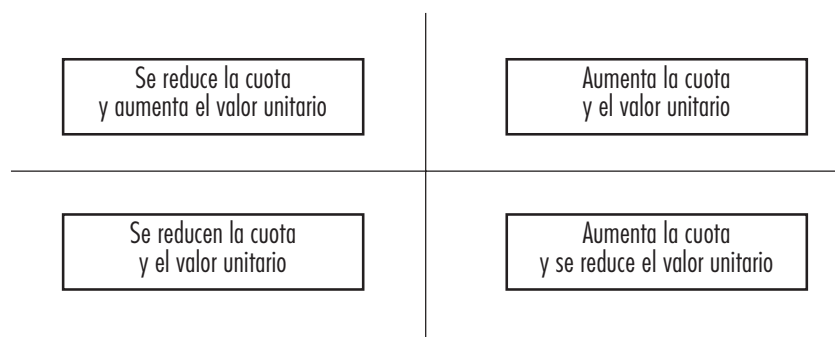 Se reduce la cuota
y aumenta el valor unitario
Aumenta la cuota
y el valor unitario
Se reducen la cuota
y el valor unitario
Aumenta la cuota
y se reduce el valor unitario